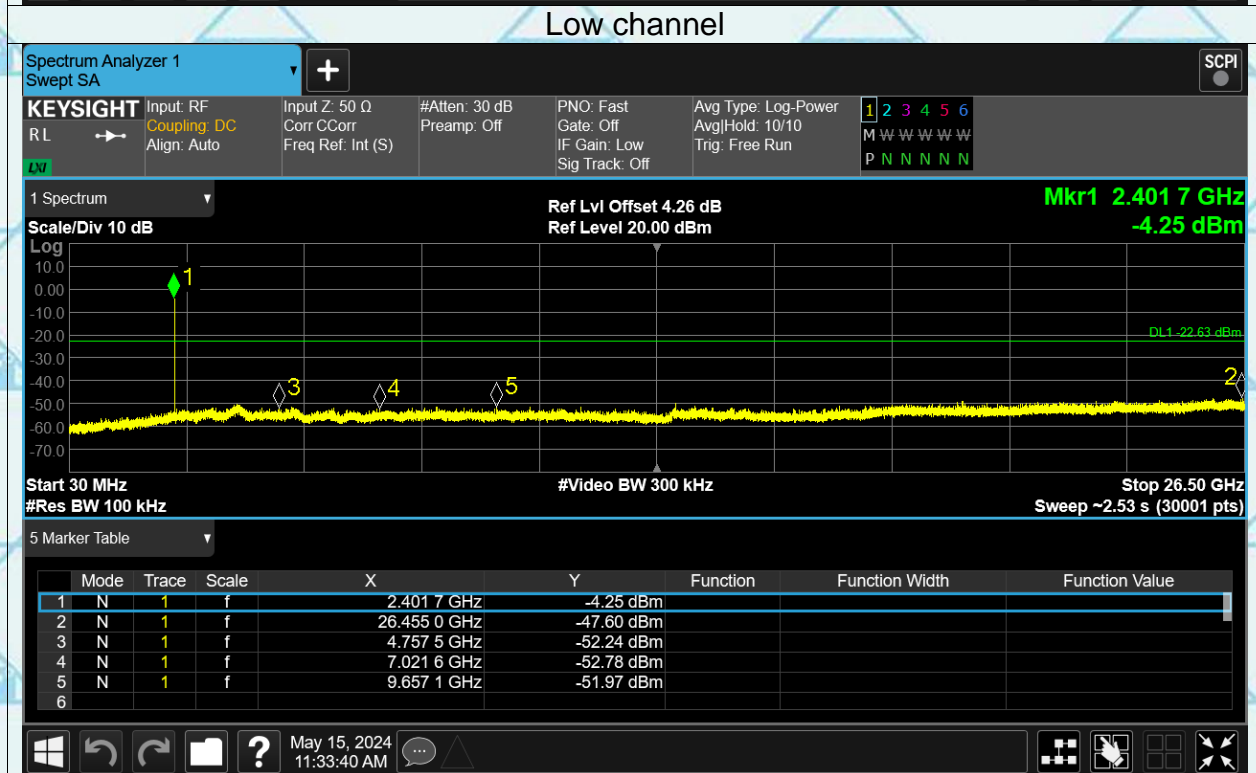 Low channel
Spectrum Analyzer 1
Swept SA
SCPI
KEYSIGHT
R L
LXI
Input: RF
Coupling: DC
Align: Auto
Input Z: 50 Ω
Corr CCorr
Freq Ref: Int (S)
#Atten: 30 dB
Preamp: Off
PNO: Fast
Gate: Off
IF Gain: Low
Sig Track: Off
Avg Type: Log-Power
Avg|Hold: 10/10
Trig: Free Run
1 2 3 4 5 6
M W W W W W
P N N N N N
1 Spectrum
Scale/Div 10 dB
Ref Lvl Offset 4.26 dB
Ref Level 20.00 dBm
Mkr1 2.401 7 GHz
-4.25 dBm
Log
10.0
0.00
-10.0
-20.0
-30.0
-40.0
-50.0
-60.0
-70.0
1
3
4
5
2
DL1 -22.63 dBm
Start 30 MHz
#Video BW 300 kHz
Stop 26.50 GHz
#Res BW 100 kHz
Sweep ~2.53 s (30001 pts)
5 Marker Table
Mode Trace Scale X Y Function Function Width Function Value
1 N 1 f 2.401 7 GHz -4.25 dBm
2 N 1 f 26.455 0 GHz -47.60 dBm
3 N 1 f 4.757 5 GHz -52.24 dBm
4 N 1 f 7.021 6 GHz -52.78 dBm
5 N 1 f 9.657 1 GHz -51.97 dBm
6
?
May 15, 2024
11:33:40 AM